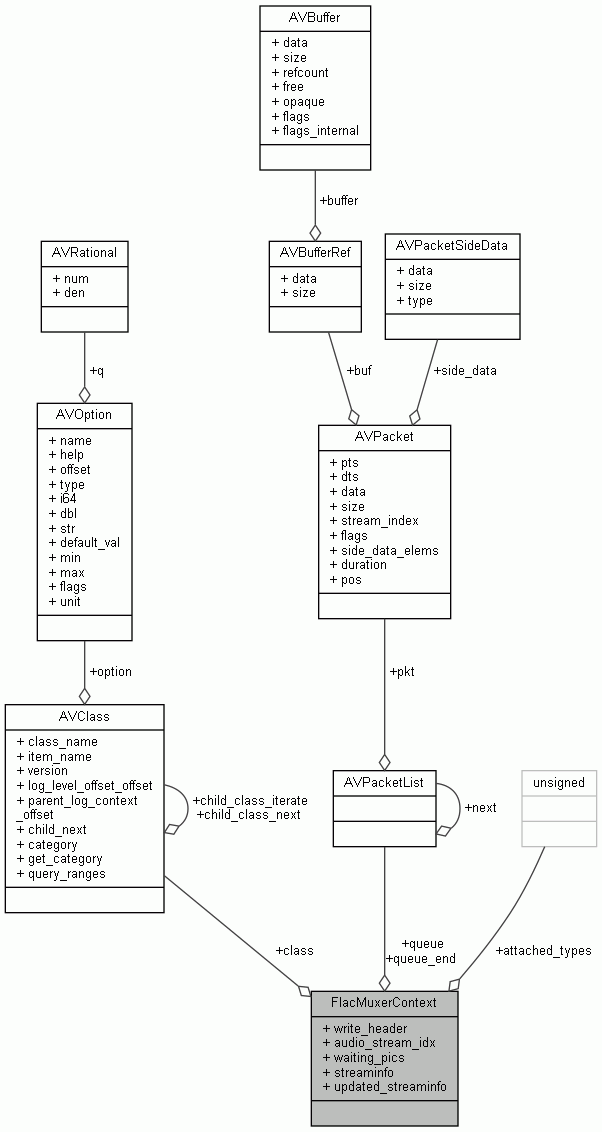 AVBuffer
+ data
+ size
+ refcount
+ free
+ opaque
+ flags
+ flags_internal
+buffer
AVRational
+ num
+ den
AVBufferRef
+ data
+ size
AVPacketSideData
+ data
+ size
+ type
+q
+buf
+side_data
AVOption
+ name
+ help
+ offset
+ type
+ i64
+ dbl
+ str
+ default_val
+ min
+ max
+ flags
+ unit
AVPacket
+ pts
+ dts
+ data
+ size
+ stream_index
+ flags
+ side_data_elems
+ duration
+ pos
+option
+pkt
AVClass
+ class_name
+ item_name
+ version
+ log_level_offset_offset
+ parent_log_context
_offset
+ child_next
+ category
+ get_category
+ query_ranges
+child_class_iterate
+child_class_next
AVPacketList
+next
unsigned
+class
+queue
+queue_end
+attached_types
FlacMuxerContext
+ write_header
+ audio_stream_idx
+ waiting_pics
+ streaminfo
+ updated_streaminfo